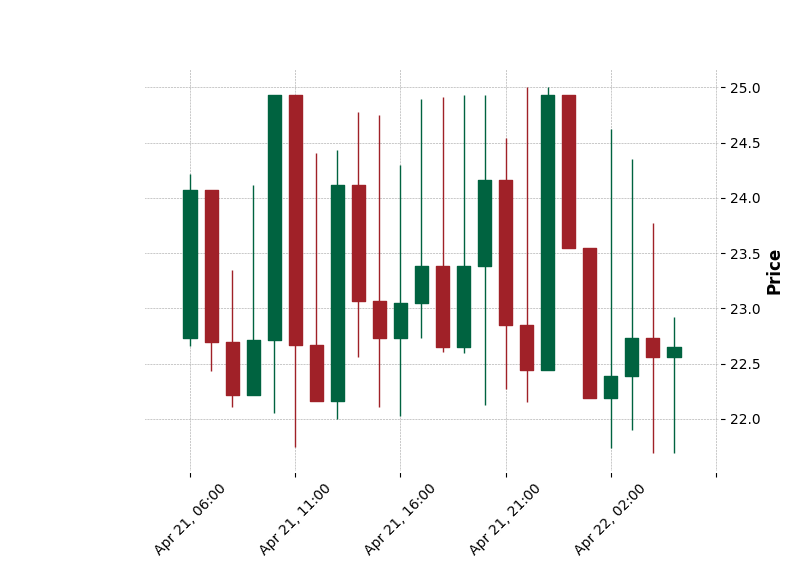 25.0
24.5
24.0
23.5
23.0
22.5
22.0
Price
Apr 21, 06:00
Apr 21, 11:00
Apr 21, 16:00
Apr 21, 21:00
Apr 22, 02:00